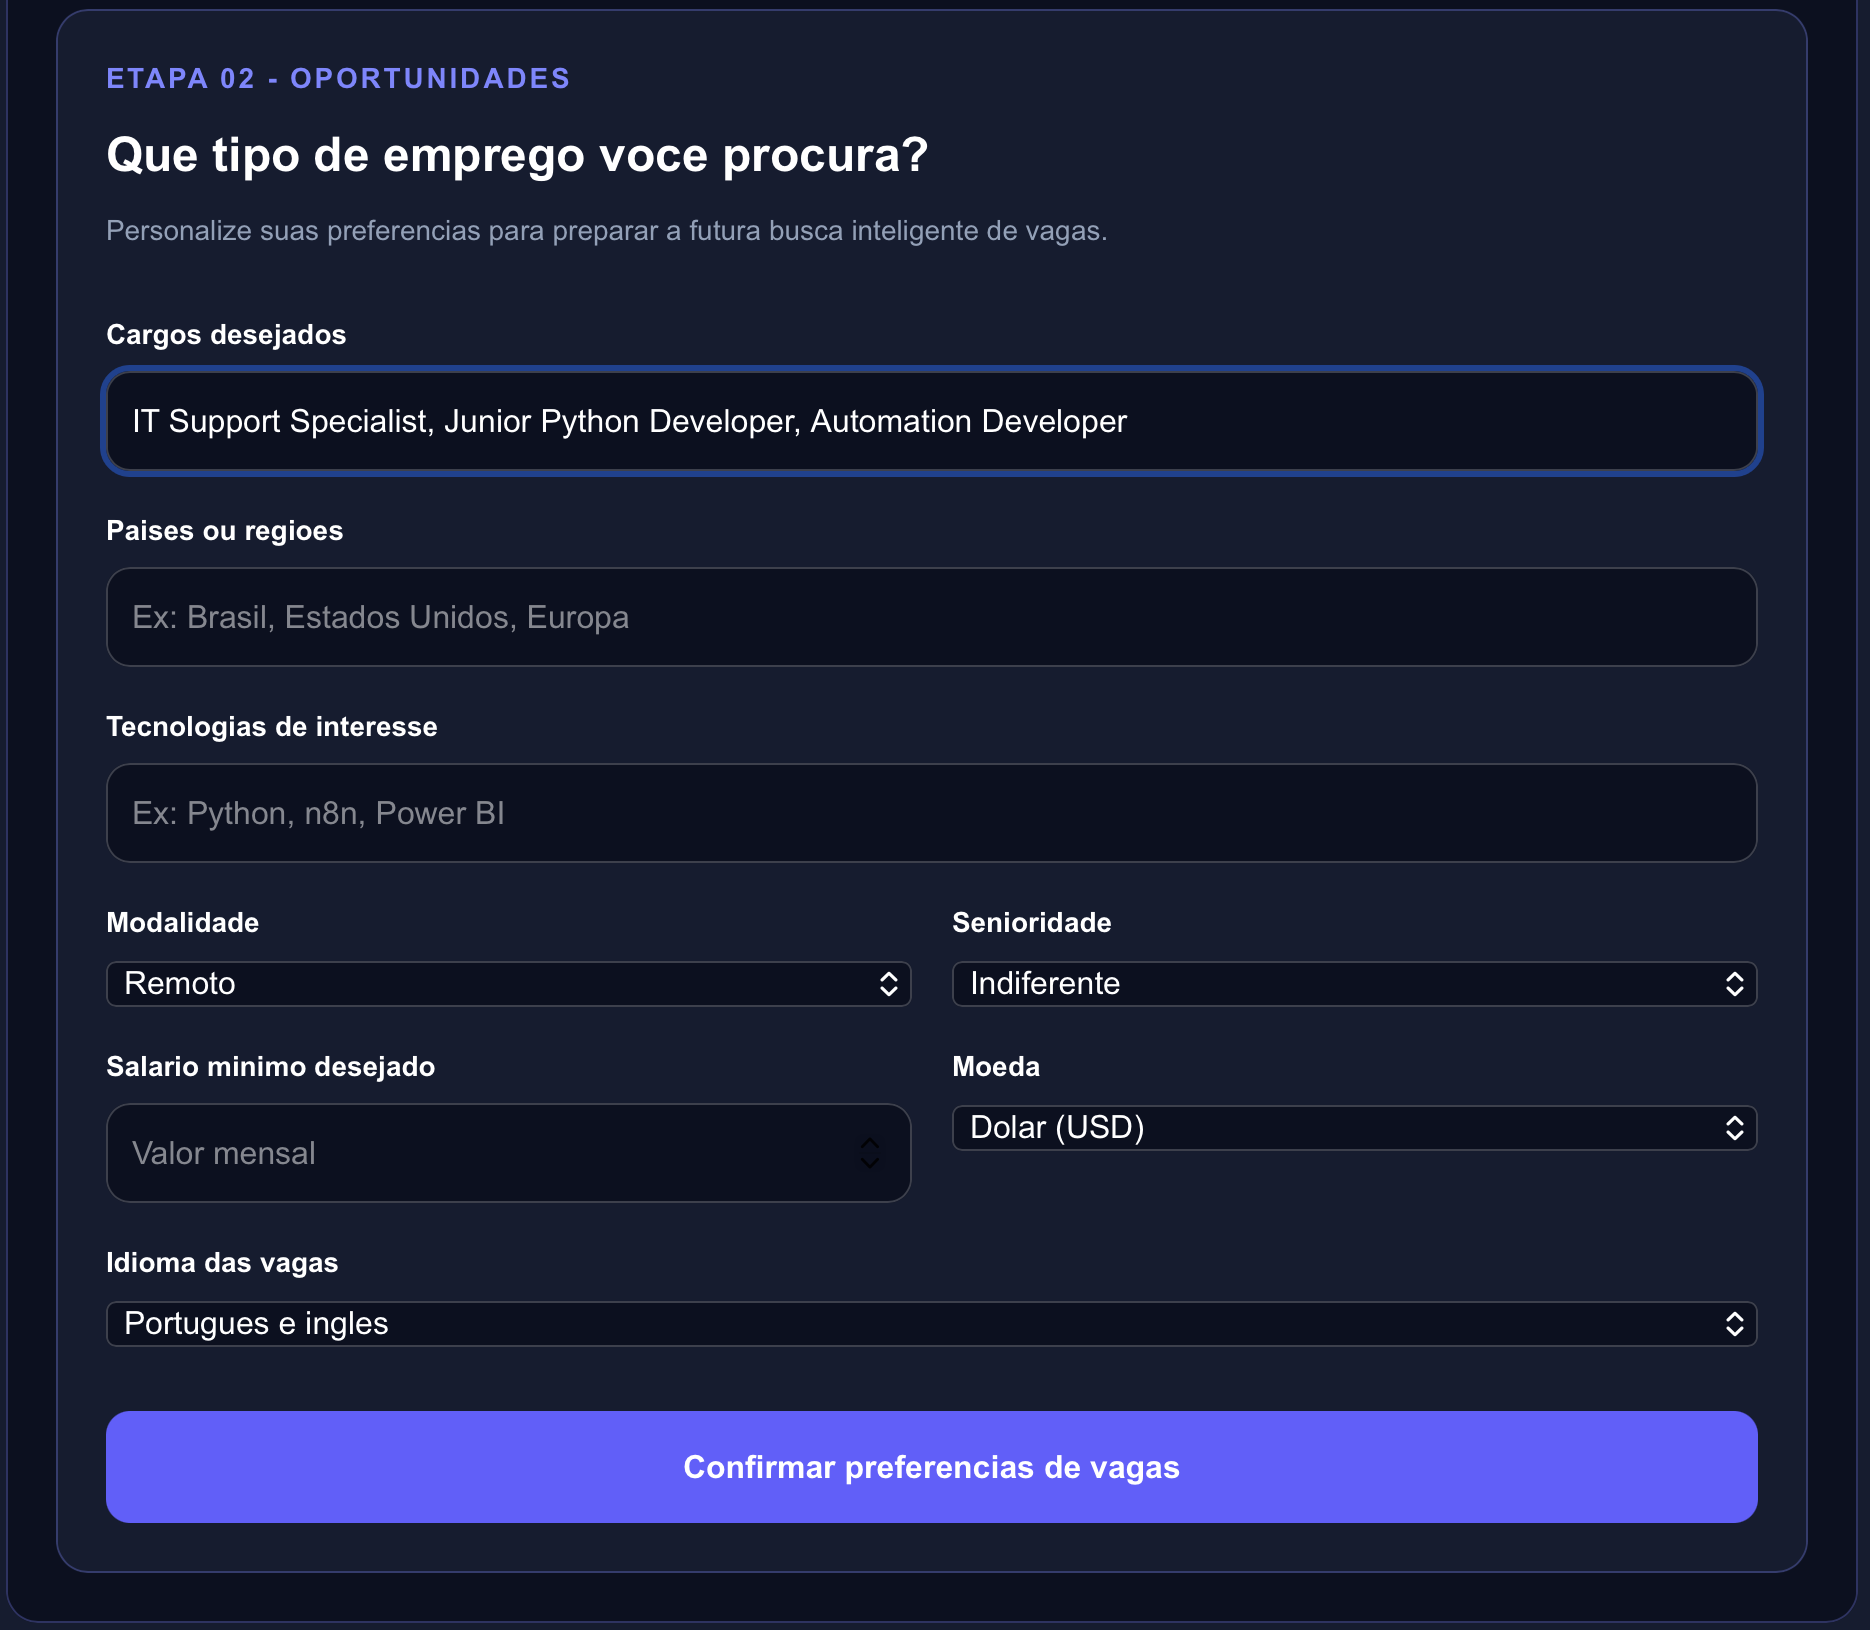 ETAPA 02 - OPORTUNIDADES
Que tipo de emprego voce procura?
Personalize suas preferencias para preparar a futura busca inteligente de vagas.
Cargos desejados
IT Support Specialist, Junior Python Developer, Automation Developer
Paises ou regioes
Ex: Brasil, Estados Unidos, Europa
Tecnologias de interesse
Ex: Python, n8n, Power BI
Modalidade
Remoto
Senioridade
Indiferente
Salario minimo desejado
Valor mensal
Moeda
Dolar (USD)
Idioma das vagas
Portugues e ingles
Confirmar preferencias de vagas